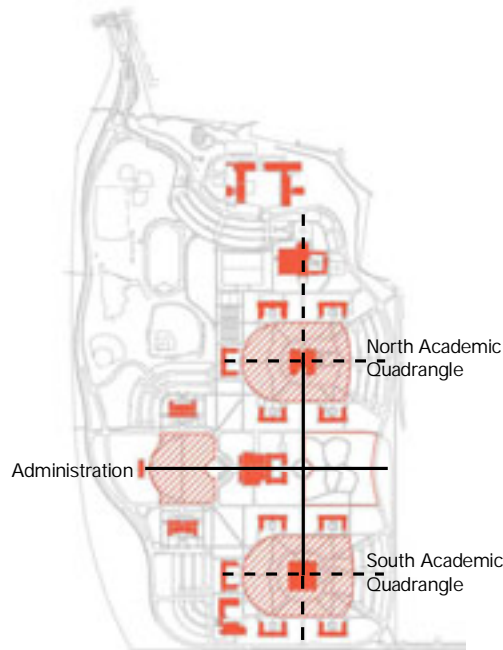 North Academic
Quadrangle
Administration
South Academic
Quadrangle